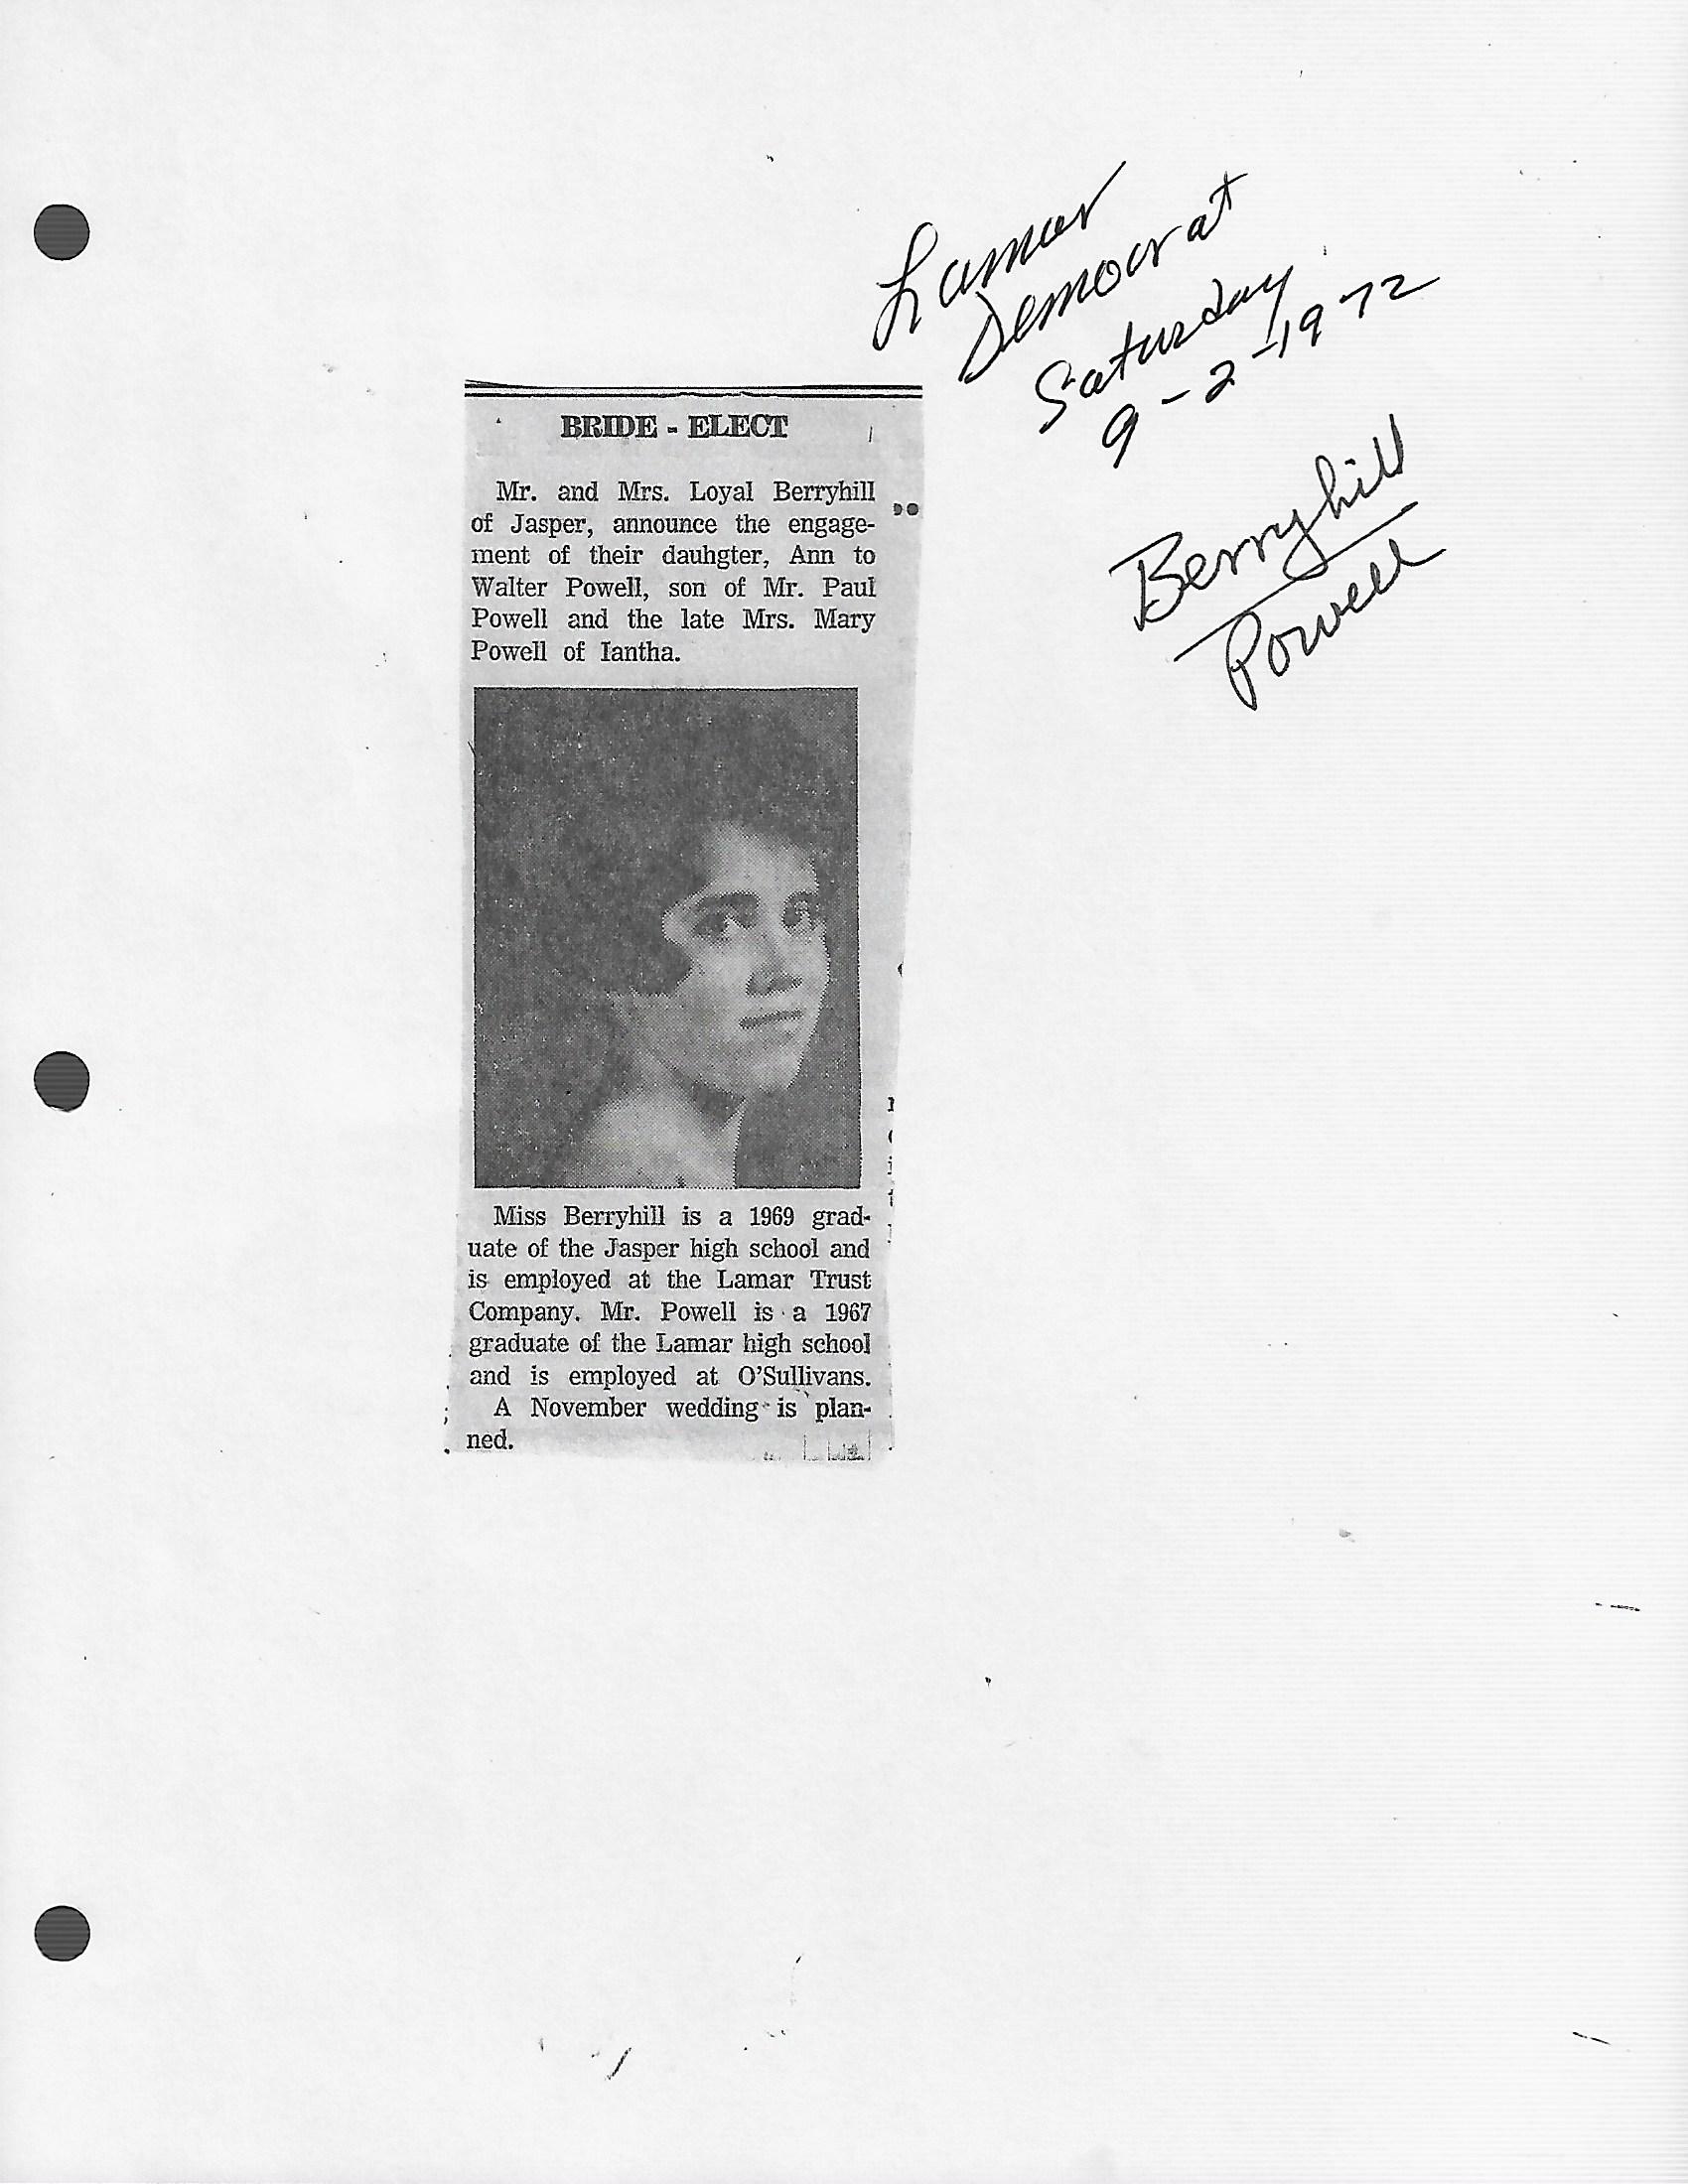 Lamar
Democrat
Saturday
9-2-1972
Berryhill
Powell
BRIDE - ELECT
Mr. and Mrs. Loyal Berryhill
of Jasper, announce the engage-
ment of their dauhgter, Ann to
Walter Powell, son of Mr. Paul
Powell and the late Mrs. Mary
Powell of Iantha.
Miss Berryhill is a 1969 grad-
uate of the Jasper high school and
is employed at the Lamar Trust
Company. Mr. Powell is a 1967
graduate of the Lamar high school
and is employed at O'Sullivans.
A November wedding is plan-
ned.